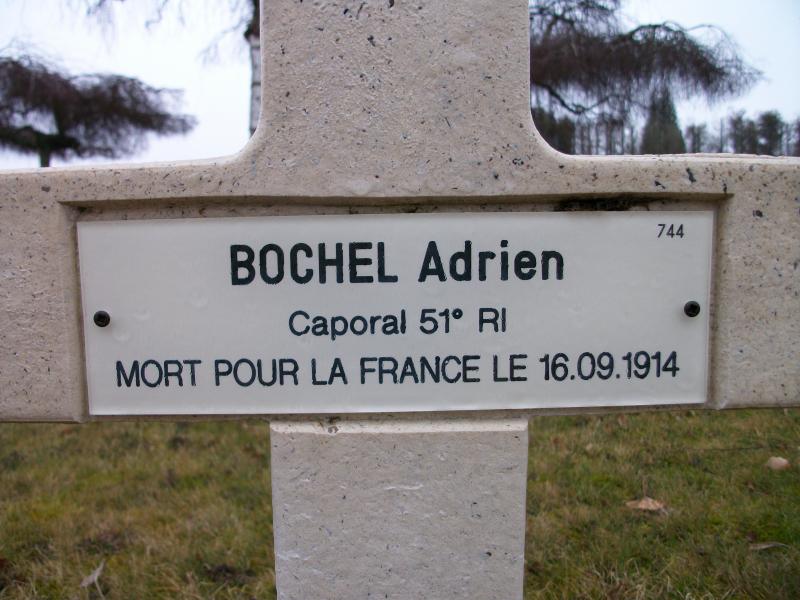 744
BOCHEL Adrien
Caporal 51° RI
MORT POUR LA FRANCE LE 16.09.1914